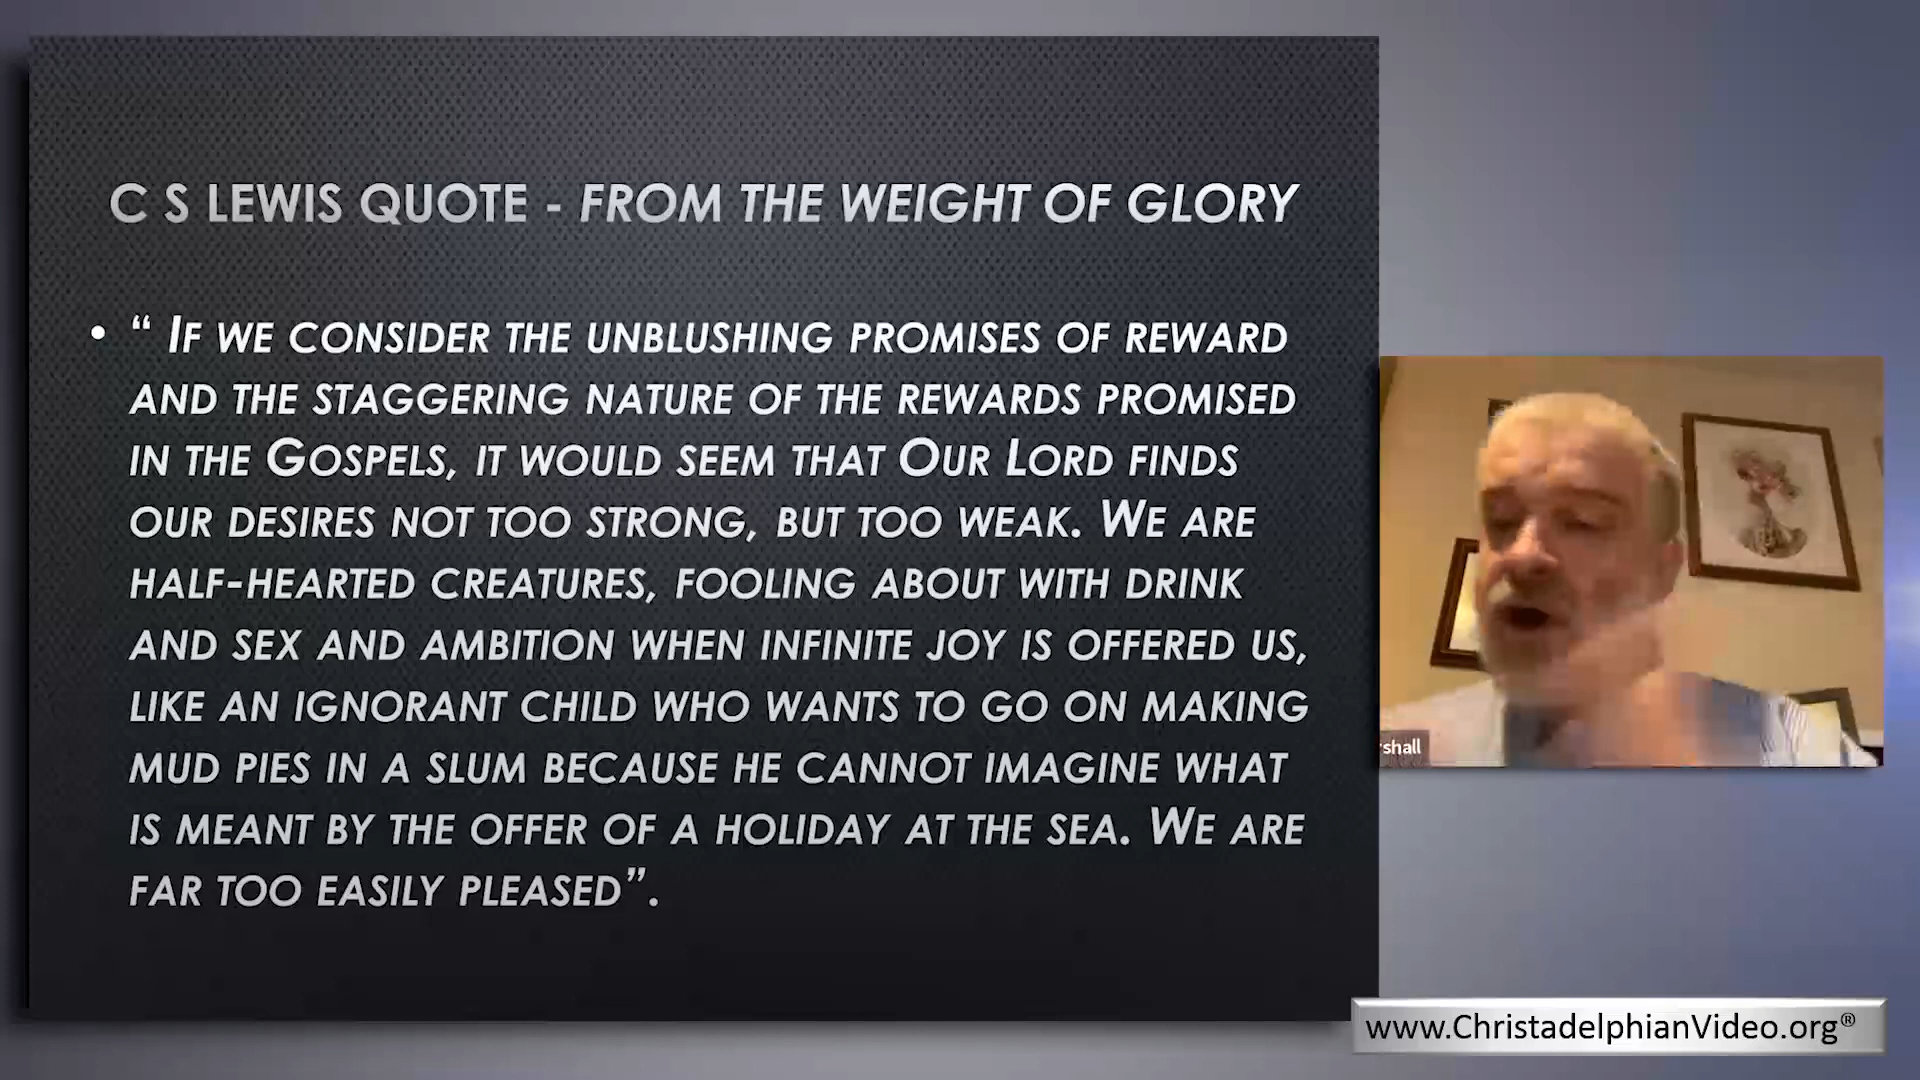 C S LEWIS QUOTE - FROM THE WEIGHT OF GLORY
• “ IF WE CONSIDER THE UNBLUSHING PROMISES OF REWARD
AND THE STAGGERING NATURE OF THE REWARDS PROMISED
IN THE GOSPELS, IT WOULD SEEM THAT OUR LORD FINDS
OUR DESIRES NOT TOO STRONG, BUT TOO WEAK. WE ARE
HALF-HEARTED CREATURES, FOOLING ABOUT WITH DRINK
AND SEX AND AMBITION WHEN INFINITE JOY IS OFFERED US,
LIKE AN IGNORANT CHILD WHO WANTS TO GO ON MAKING
MUD PIES IN A SLUM BECAUSE HE CANNOT IMAGINE WHAT
IS MEANT BY THE OFFER OF A HOLIDAY AT THE SEA. WE ARE
FAR TOO EASILY PLEASED”.
shall
www.ChristadelphianVideo.org®